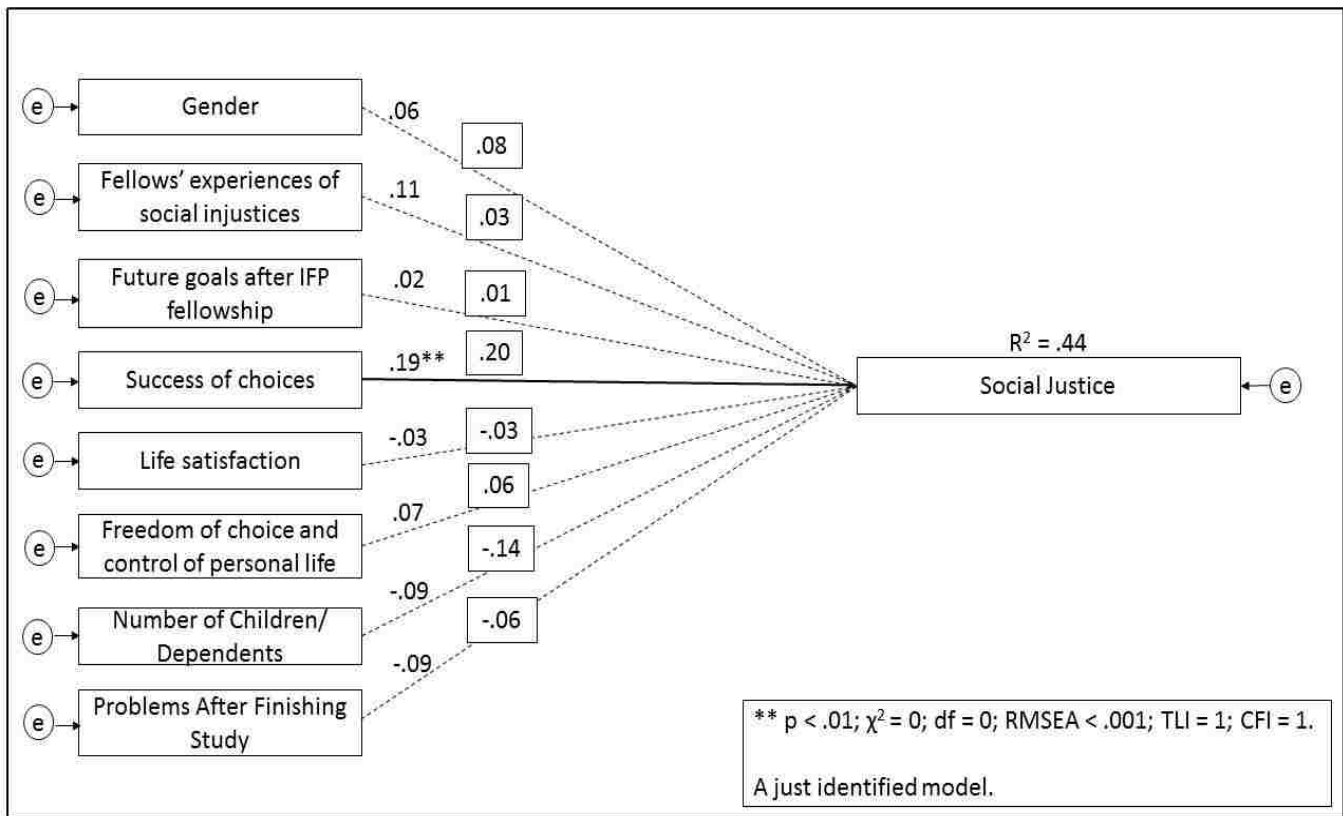 e
Gender
.06
.08
e
Fellows' experiences of
social injustices
.11
.03
e
Future goals after IFP
fellowship
.02
.01
e
Success of choices
.19**
.20
e
Life satisfaction
-.03
-.03
e
Freedom of choice and
control of personal life
.07
.06
e
Number of Children/
Dependents
-.09
-.14
e
Problems After Finishing
Study
-.09
-.06
R² = .44
Social Justice
e
** p < .01; χ² = 0; df = 0; RMSEA < .001; TLI = 1; CFI = 1.
A just identified model.